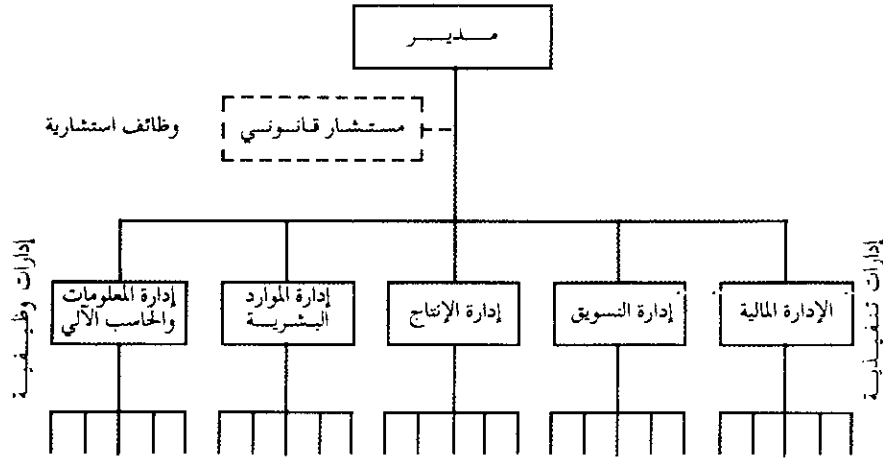 مديـر
مستشار قانوني
وظائف استشارية
إدارات تنفيذية
الإدارة المالية
إدارة التسويق
إدارة الإنتاج
إدارة الموارد
البشرية
إدارة المعلومات
والحاسب الآلي
إدارات وظيفية